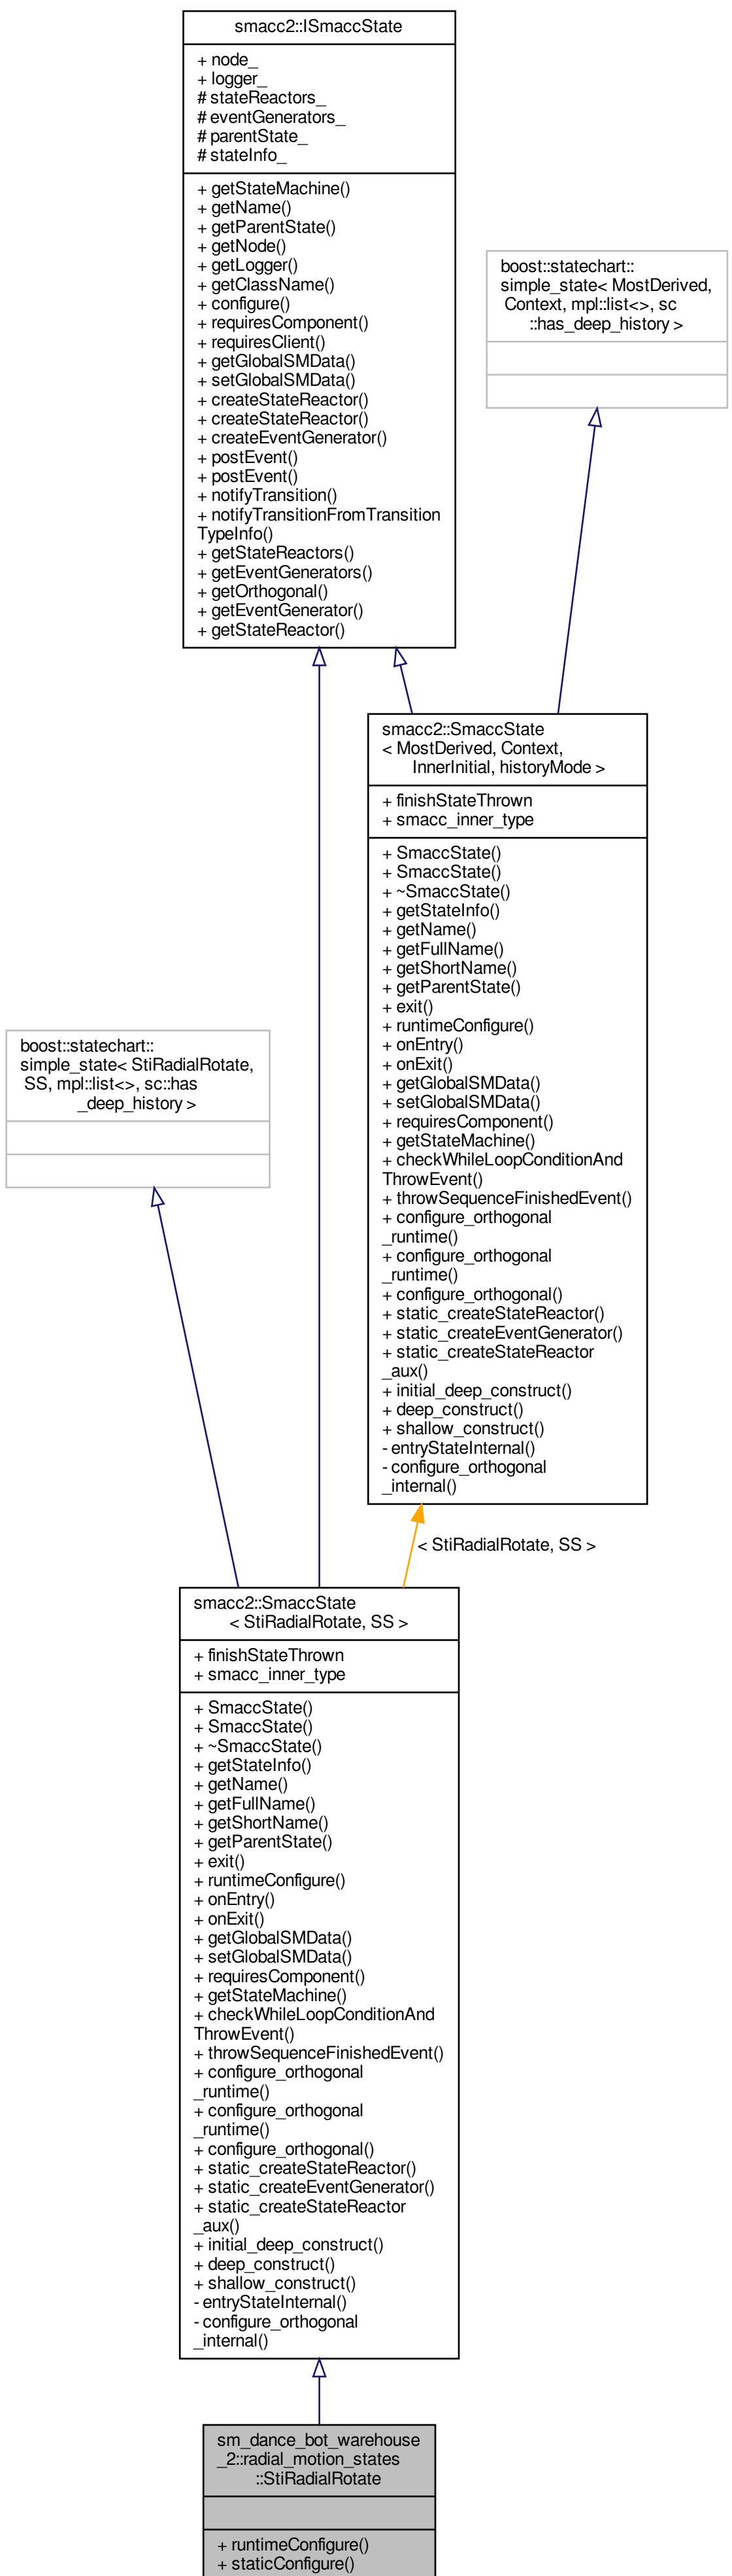 smacc2::ISmaccState
+ node_
+ logger_
# stateReactors_
# eventGenerators_
# parentState_
# stateInfo_
+ getStateMachine()
+ getName()
+ getParentState()
+ getNode()
+ getLogger()
+ getClassName()
+ configure()
+ requiresComponent()
+ requiresClient()
+ getGlobalSMData()
+ setGlobalSMData()
+ createStateReactor()
+ createStateReactor()
+ createEventGenerator()
+ postEvent()
+ postEvent()
+ notifyTransition()
+ notifyTransitionFromTransition
TypeInfo()
+ getStateReactors()
+ getEventGenerators()
+ getOrthogonal()
+ getEventGenerator()
+ getStateReactor()
boost::statechart::
simple_state< MostDerived,
Context, mpl::list<>, sc
::has_deep_history >
smacc2::SmaccState
< MostDerived, Context,
InnerInitial, historyMode >
+ finishStateThrown
+ smacc_inner_type
+ SmaccState()
+ SmaccState()
+ ~SmaccState()
+ getStateInfo()
+ getName()
+ getFullName()
+ getShortName()
+ getParentState()
+ exit()
+ runtimeConfigure()
+ onEntry()
+ onExit()
+ getGlobalSMData()
+ setGlobalSMData()
+ requiresComponent()
+ getStateMachine()
+ checkWhileLoopConditionAnd
ThrowEvent()
+ throwSequenceFinishedEvent()
+ configure_orthogonal
_runtime()
+ configure_orthogonal
_runtime()
+ configure_orthogonal()
+ static_createStateReactor()
+ static_createEventGenerator()
+ static_createStateReactor
_aux()
+ initial_deep_construct()
+ deep_construct()
+ shallow_construct()
- entryStateInternal()
- configure_orthogonal
_internal()
boost::statechart::
simple_state< StiRadialRotate,
SS, mpl::list<>, sc::has
_deep_history >
< StiRadialRotate, SS >
smacc2::SmaccState
< StiRadialRotate, SS >
+ finishStateThrown
+ smacc_inner_type
+ SmaccState()
+ SmaccState()
+ ~SmaccState()
+ getStateInfo()
+ getName()
+ getFullName()
+ getShortName()
+ getParentState()
+ exit()
+ runtimeConfigure()
+ onEntry()
+ onExit()
+ getGlobalSMData()
+ setGlobalSMData()
+ requiresComponent()
+ getStateMachine()
+ checkWhileLoopConditionAnd
ThrowEvent()
+ throwSequenceFinishedEvent()
+ configure_orthogonal
_runtime()
+ configure_orthogonal
_runtime()
+ configure_orthogonal()
+ static_createStateReactor()
+ static_createEventGenerator()
+ static_createStateReactor
_aux()
+ initial_deep_construct()
+ deep_construct()
+ shallow_construct()
- entryStateInternal()
- configure_orthogonal
_internal()
sm_dance_bot_warehouse
_2::radial_motion_states
::StiRadialRotate
+ runtimeConfigure()
+ staticConfigure()